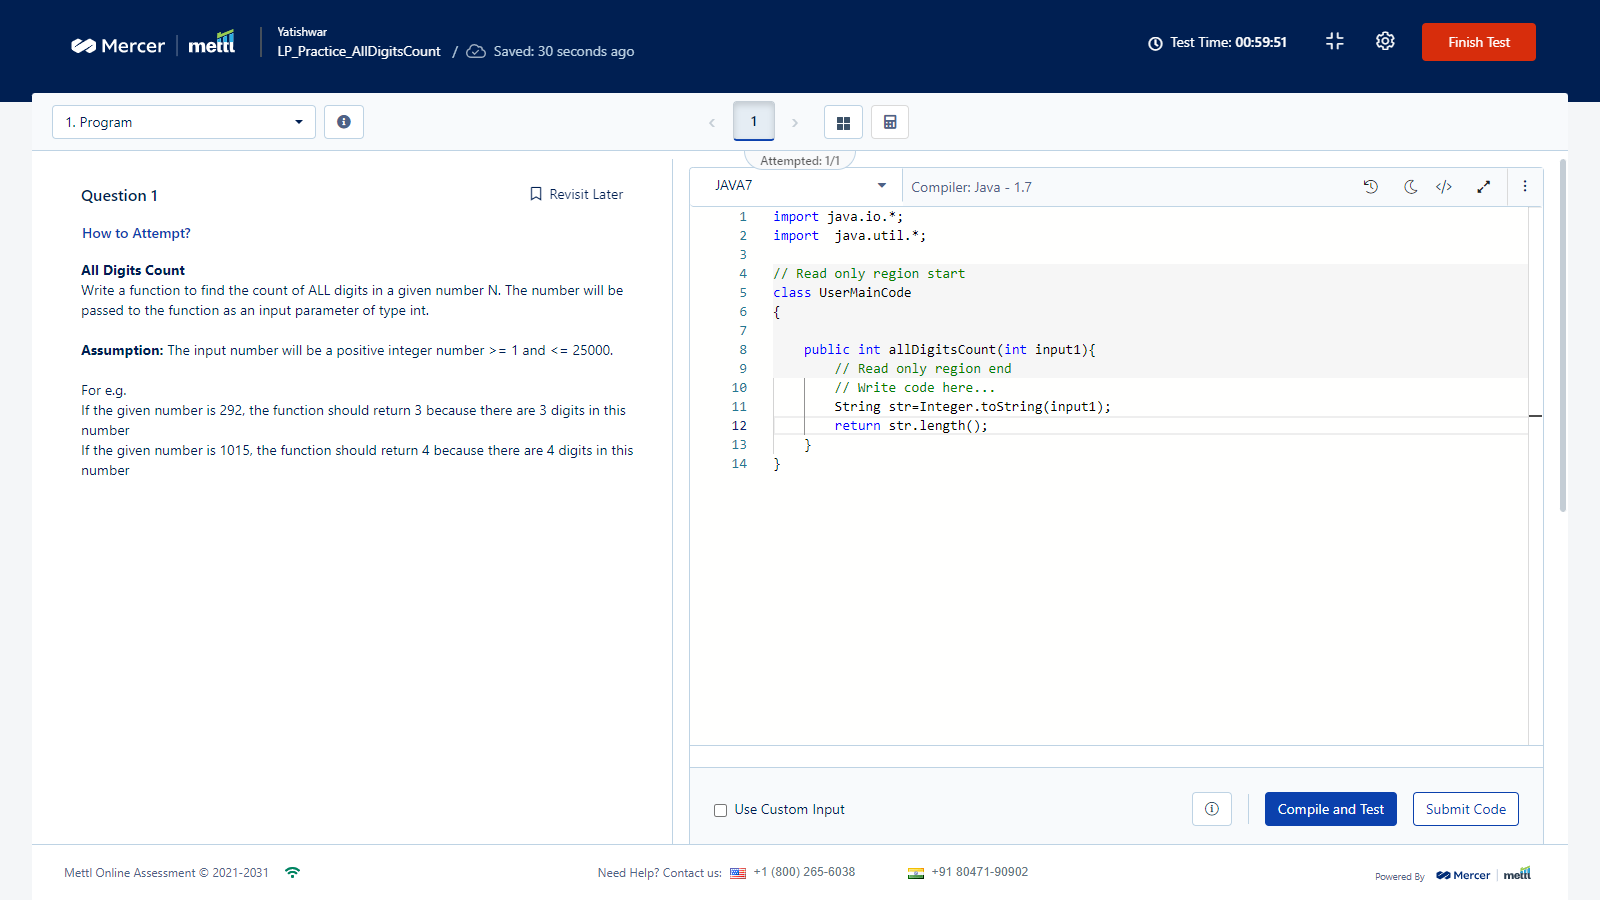 Mercer mettl
Yatishwar
LP_Practice_AllDigitsCount / Saved: 30 seconds ago
Test Time: 00:59:51
Finish Test
1. Program
1
Attempted: 1/1
Question 1
Revisit Later
How to Attempt?
All Digits Count
Write a function to find the count of ALL digits in a given number N. The number will be
passed to the function as an input parameter of type int.
Assumption: The input number will be a positive integer number >= 1 and <= 25000.
For e.g.
If the given number is 292, the function should return 3 because there are 3 digits in this
number
If the given number is 1015, the function should return 4 because there are 4 digits in this
number
JAVA7
Compiler: Java - 1.7
1 import java.io.*;
2 import  java.util.*;
3
4 // Read only region start
5 class UserMainCode
6 {
7
8     public int allDigitsCount(int input1){
9         // Read only region end
10         // Write code here...
11         String str=Integer.toString(input1);
12         return str.length();
13     }
14 }
Use Custom Input
Compile and Test
Submit Code
Mettl Online Assessment © 2021-2031
Need Help? Contact us: +1 (800) 265-6038
+91 80471-90902
Powered By Mercer mettl